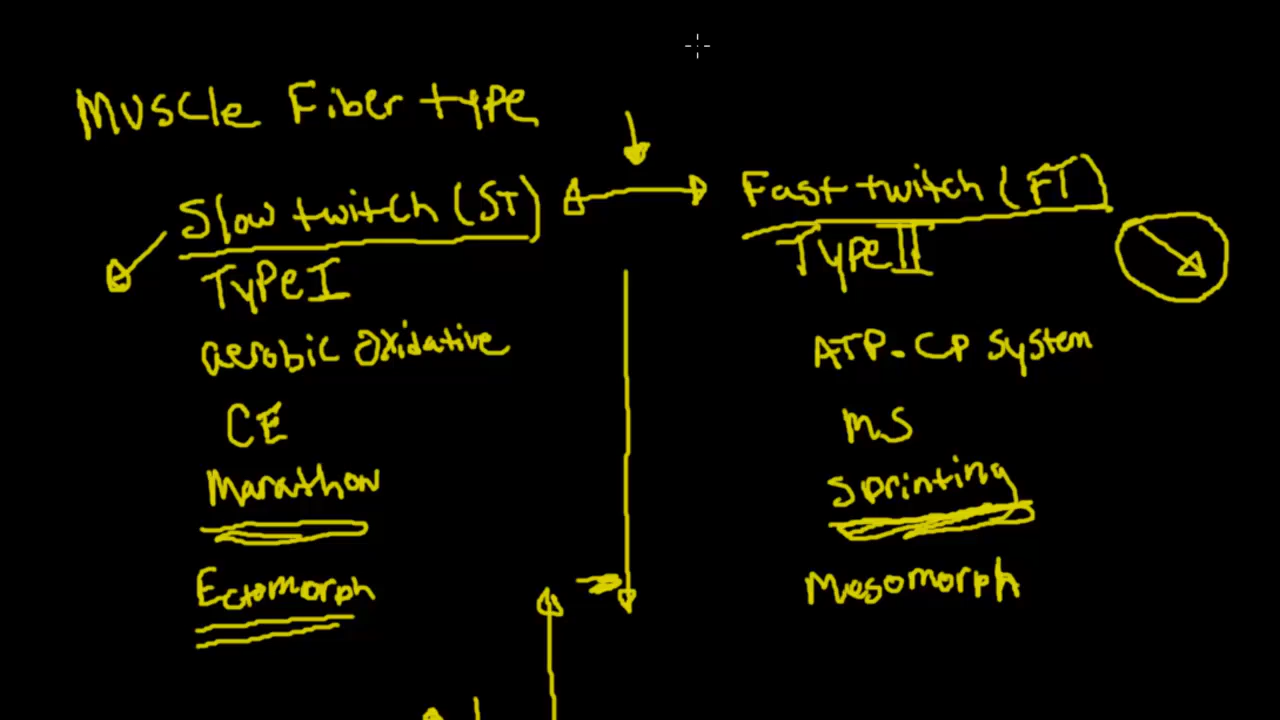 Muscle Fiber type
Slow twitch (ST)
Type I
aerobic oxidative
CE
Marathon
Ectomorph
Fast twitch (FT)
Type II
ATP-CP system
MS
Sprinting
Mesomorph